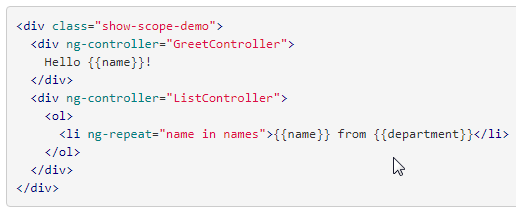 <div class="show-scope-demo">
  <div ng-controller="GreetController">
    Hello {{name}}!
  </div>
  <div ng-controller="ListController">
    <ol>
      <li ng-repeat="name in names">{{name}} from {{department}}</li>
    </ol>
  </div>
</div>